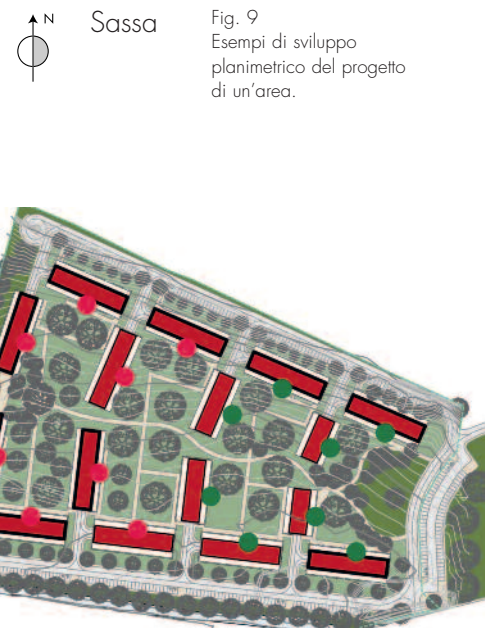 N
Sassa
Fig. 9
Esempi di sviluppo
planimetrico del progetto
di un'area.